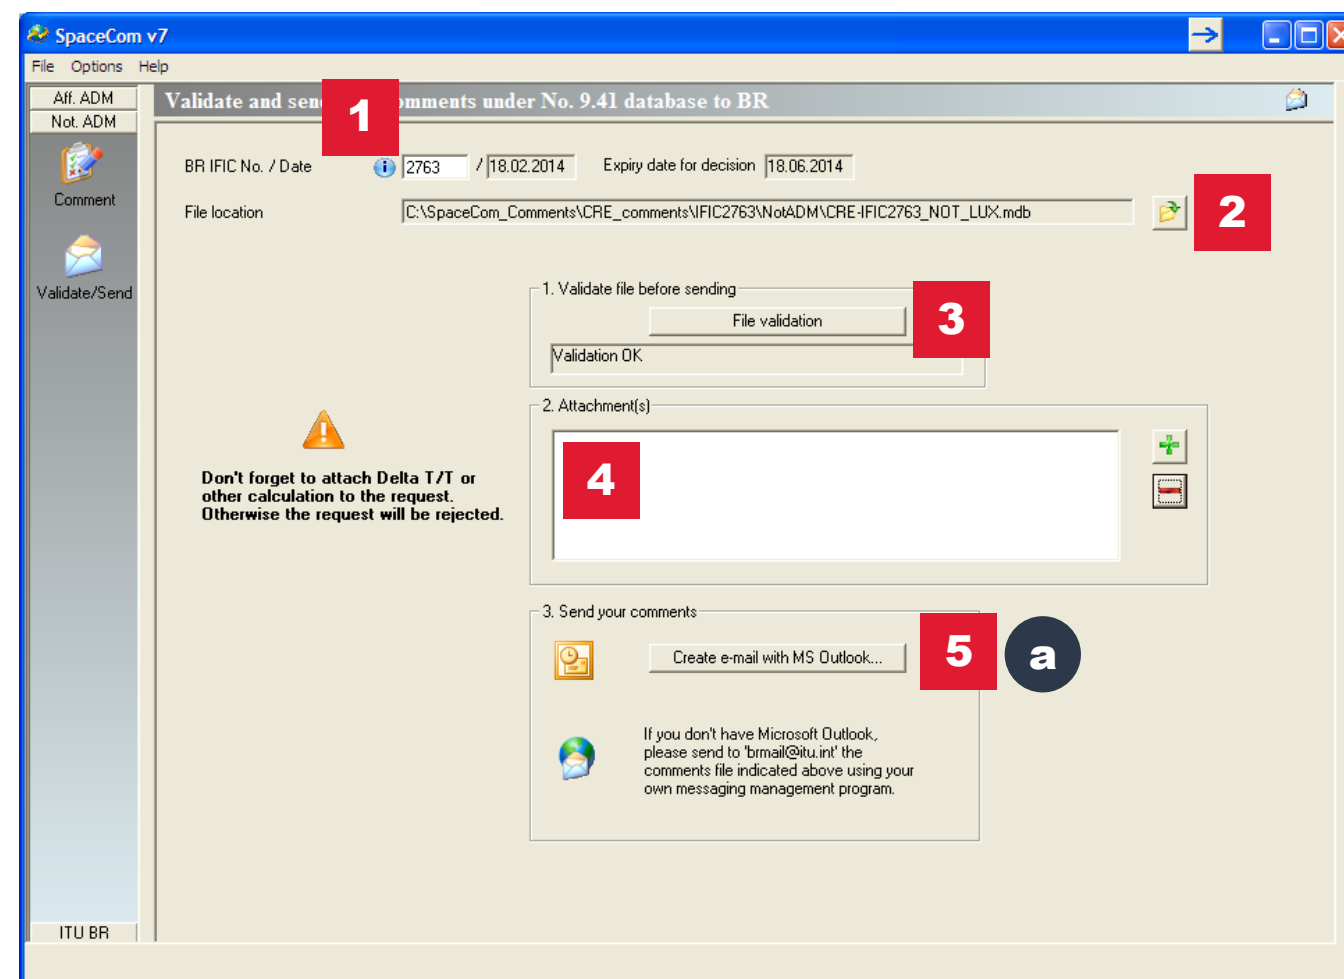 SpaceCom v7
File Options Help
Aff. ADM
Not. ADM
Comment
Validate/Send
ITU BR
Validate and sen omments under No. 9.41 database to BR
1
BR IFIC No. / Date 2763 / 18.02.2014 Expiry date for decision 18.06.2014
File location C:\SpaceCom_Comments\CRE_comments\IFIC2763\NotADM\CRE-IFIC2763_NOT_LUX.mdb
2
1. Validate file before sending
File validation
3
Validation OK
Don't forget to attach Delta T/T or
other calculation to the request.
Otherwise the request will be rejected.
2. Attachment(s)
4
3. Send your comments
Create e-mail with MS Outlook...
5
a
If you don't have Microsoft Outlook,
please send to 'brmail@itu.int' the
comments file indicated above using your
own messaging management program.